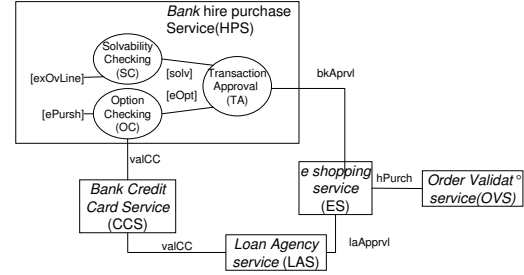 Bank hire purchase
Service(HPS)
Solvability
Checking
(SC)
[exOvLine]
[solv]
Transaction
Approval
(TA)
bkAprvl
[eOpt]
[ePursh]
Option
Checking
(OC)
valCC
e shopping
service
(ES)
hPurch
Order Validat°
service(OVS)
Bank Credit
Card Service
(CCS)
valCC
Loan Agency
service (LAS)
laApprvl